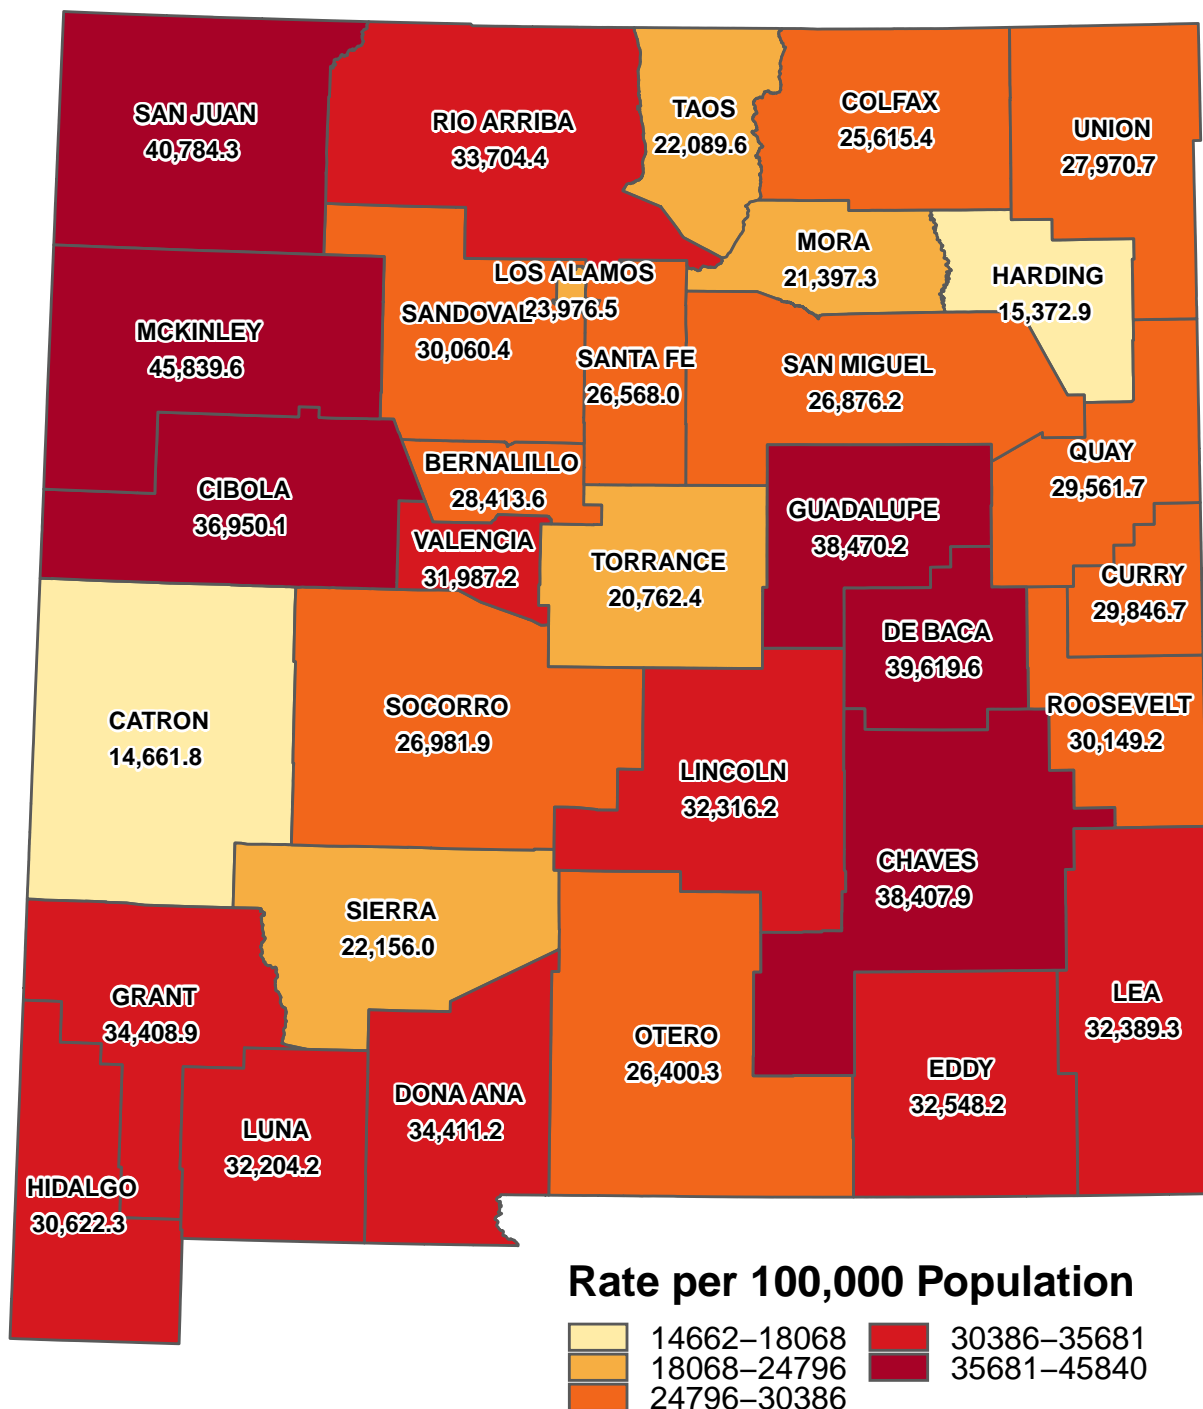 SAN JUAN
40,784.3
RIO ARRIBA
33,704.4
TAOS
22,089.6
COLFAX
25,615.4
UNION
27,970.7
MORA
21,397.3
HARDING
15,372.9
LOS ALAMOS
23,976.5
SANDOVAL
30,060.4
MCKINLEY
45,839.6
SANTA FE
26,568.0
SAN MIGUEL
26,876.2
QUAY
29,561.7
BERNALILLO
28,413.6
CIBOLA
36,950.1
GUADALUPE
38,470.2
VALENCIA
31,987.2
TORRANCE
20,762.4
CURRY
29,846.7
DE BACA
39,619.6
CATRON
14,661.8
SOCORRO
26,981.9
ROOSEVELT
30,149.2
LINCOLN
32,316.2
CHAVES
38,407.9
SIERRA
22,156.0
GRANT
34,408.9
LEA
32,389.3
OTERO
26,400.3
EDDY
32,548.2
DONA ANA
34,411.2
LUNA
32,204.2
HIDALGO
30,622.3
Rate per 100,000 Population
14662–18068
18068–24796
24796–30386
30386–35681
35681–45840